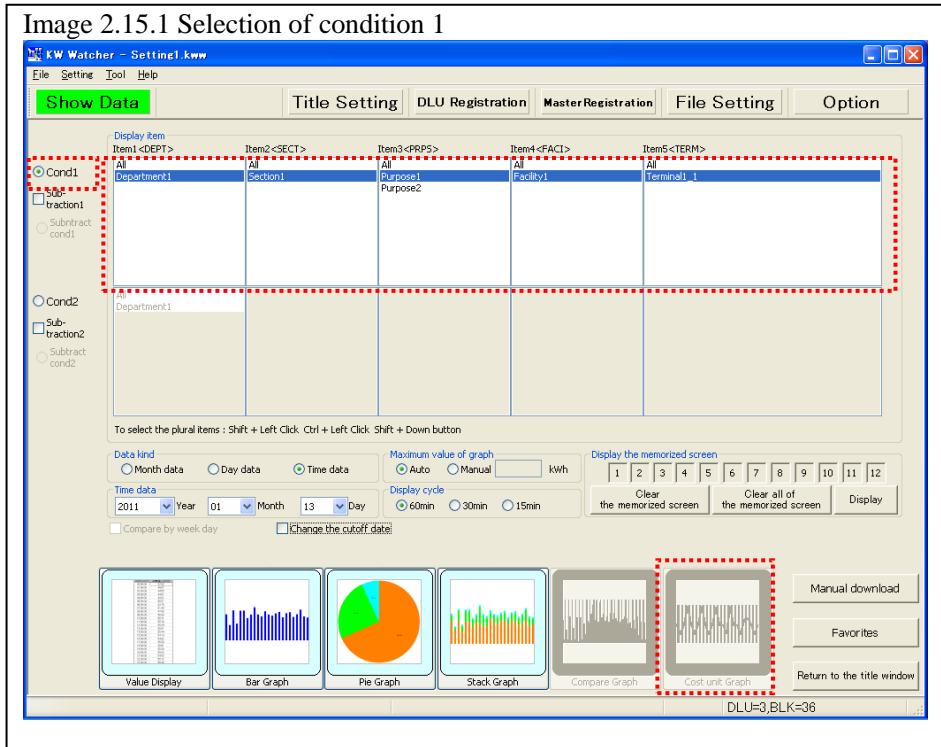 Image 2.15.1 Selection of condition 1
KW Watcher - Setting1.kww
File Setting Tool Help
Show Data Title Setting DLU Registration MasterRegistration File Setting Option
Display item
Item1<DEPT> Item2<SECT> Item3<PRPS> Item4<FACI> Item5<TERM>
All All All All All
Cond1 Department1 Section1 Purpose1 Facility1 Terminal1_1
Purpose2
Sub-
traction1
Subntract
cond1
All
Cond2
Department1
Sub-
traction2
Subtract
cond2
To select the plural items : Shift + Left Click Ctrl + Left Click Shift + Down button
Data kind Maximum value of graph Display the memorized screen
Month data Day data Time data Auto Manual kWh
1 2 3 4 5 6 7 8 9 10 11 12
Time data Display cycle
2011 Year 01 Month 13 Day 60min 30min 15min
Clear
the memorized screen
Clear all of
the memorized screen
Display
Compare by week day Change the cutoff date
Manual download
Favorites
Return to the title window
Value Display Bar Graph Pie Graph Stack Graph Compare Graph Cost unit Graph
DLU=3,BLK=36